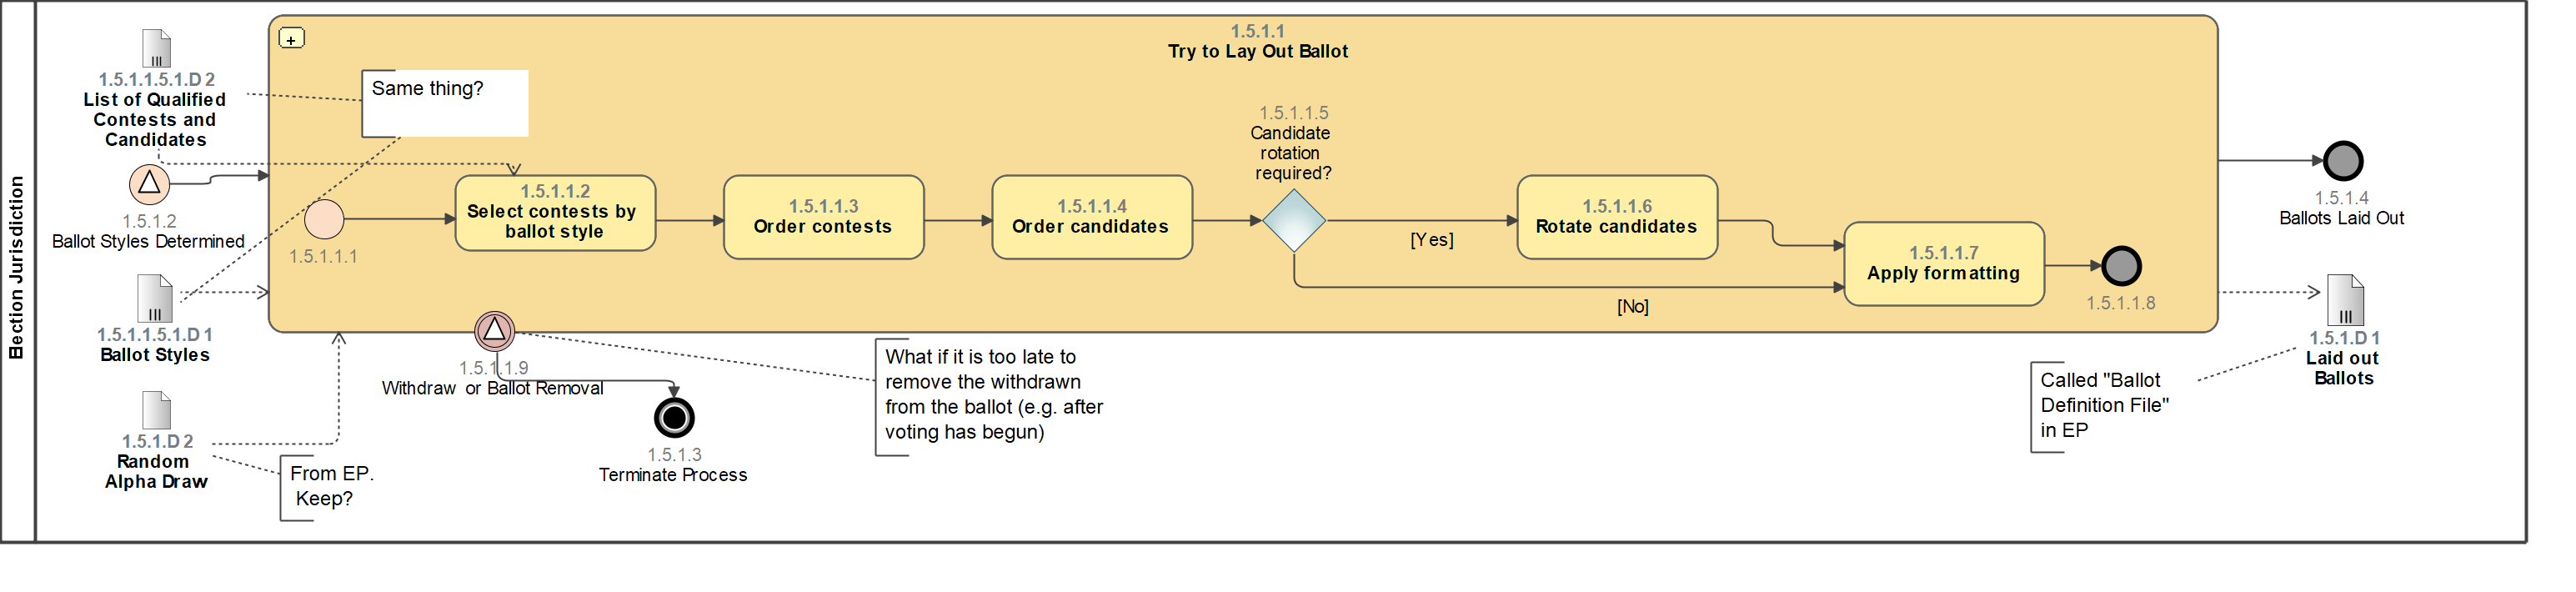 Bection Jurisdiction
1.5.1.1
Try to Lay Out Ballot
1.5.1.1.5.1.D 2
List of Qualified
Contests and
Candidates
Same thing?
1.5.1.2
Ballot Styles Determined
1.5.1.1.5.1.D 1
Ballot Styles
1.5.1.D 2
Random
Alpha Draw
From EP.
Keep?
1.5.1.1.1
1.5.1.1.2
Select contests by
ballot style
1.5.1.1.3
Order contests
1.5.1.1.4
Order candidates
1.5.1.1.5
Candidate
rotation
required?
[Yes]
[No]
1.5.1.1.6
Rotate candidates
1.5.1.1.7
Apply formatting
1.5.1.1.8
1.5.1.1.9
Withdraw or Ballot Removal
1.5.1.3
Terminate Process
What if it is too late to
remove the withdrawn
from the ballot (e.g. after
voting has begun)
1.5.1.4
Ballots Laid Out
1.5.1.D 1
Laid out
Ballots
Called "Ballot
Definition File"
in EP